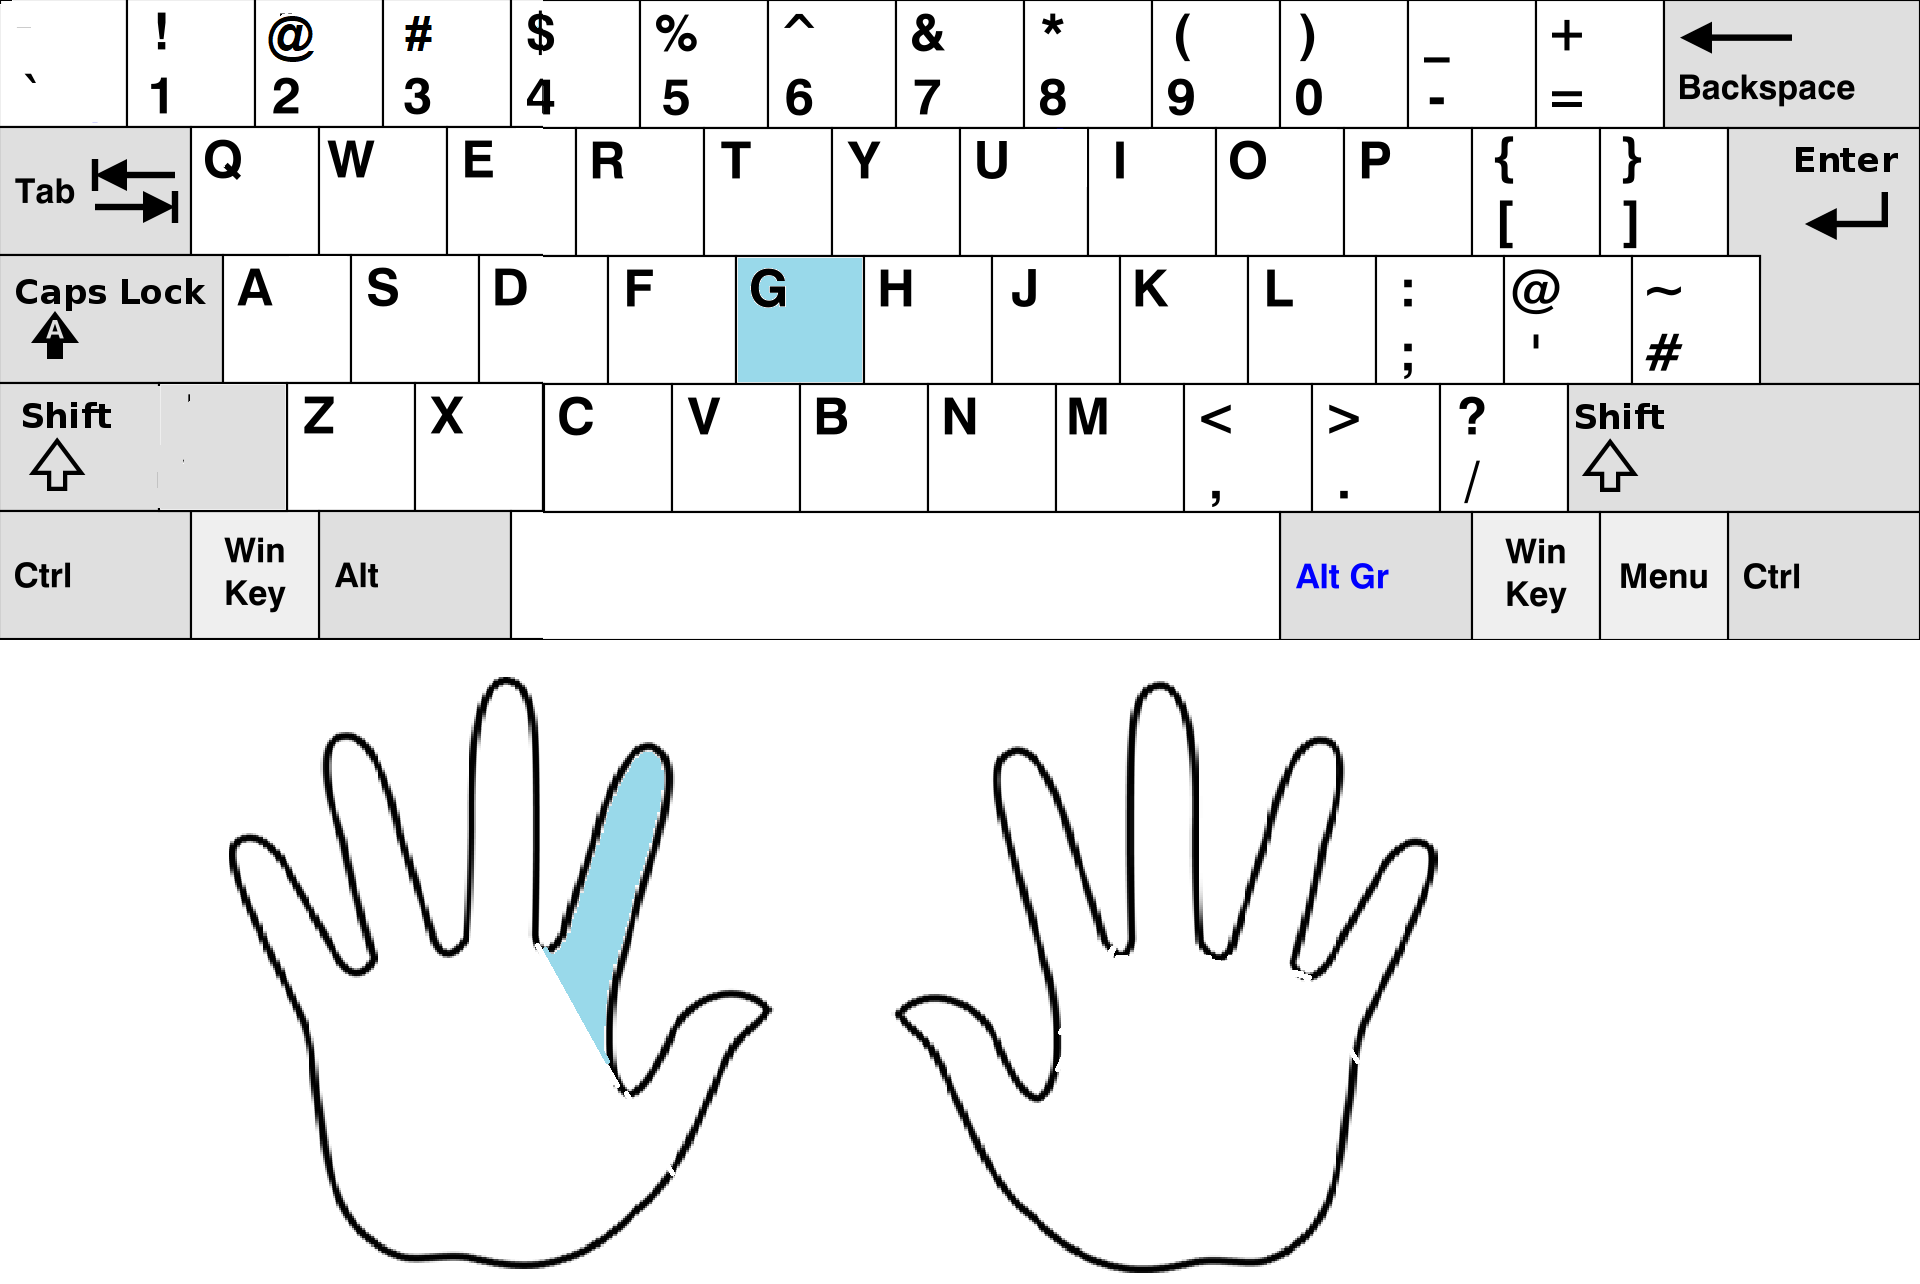 ! @ # $ % ^ & * ( ) _ +
` 1 2 3 4 5 6 7 8 9 0 - = Backspace
Tab Q W E R T Y U I O P { } Enter
[ ]
Caps Lock A S D F G H J K L : @ ~
A ; ' #
Shift Z X C V B N M < > ? Shift
, . /
Ctrl Win Key Alt Alt Gr Win Key Menu Ctrl